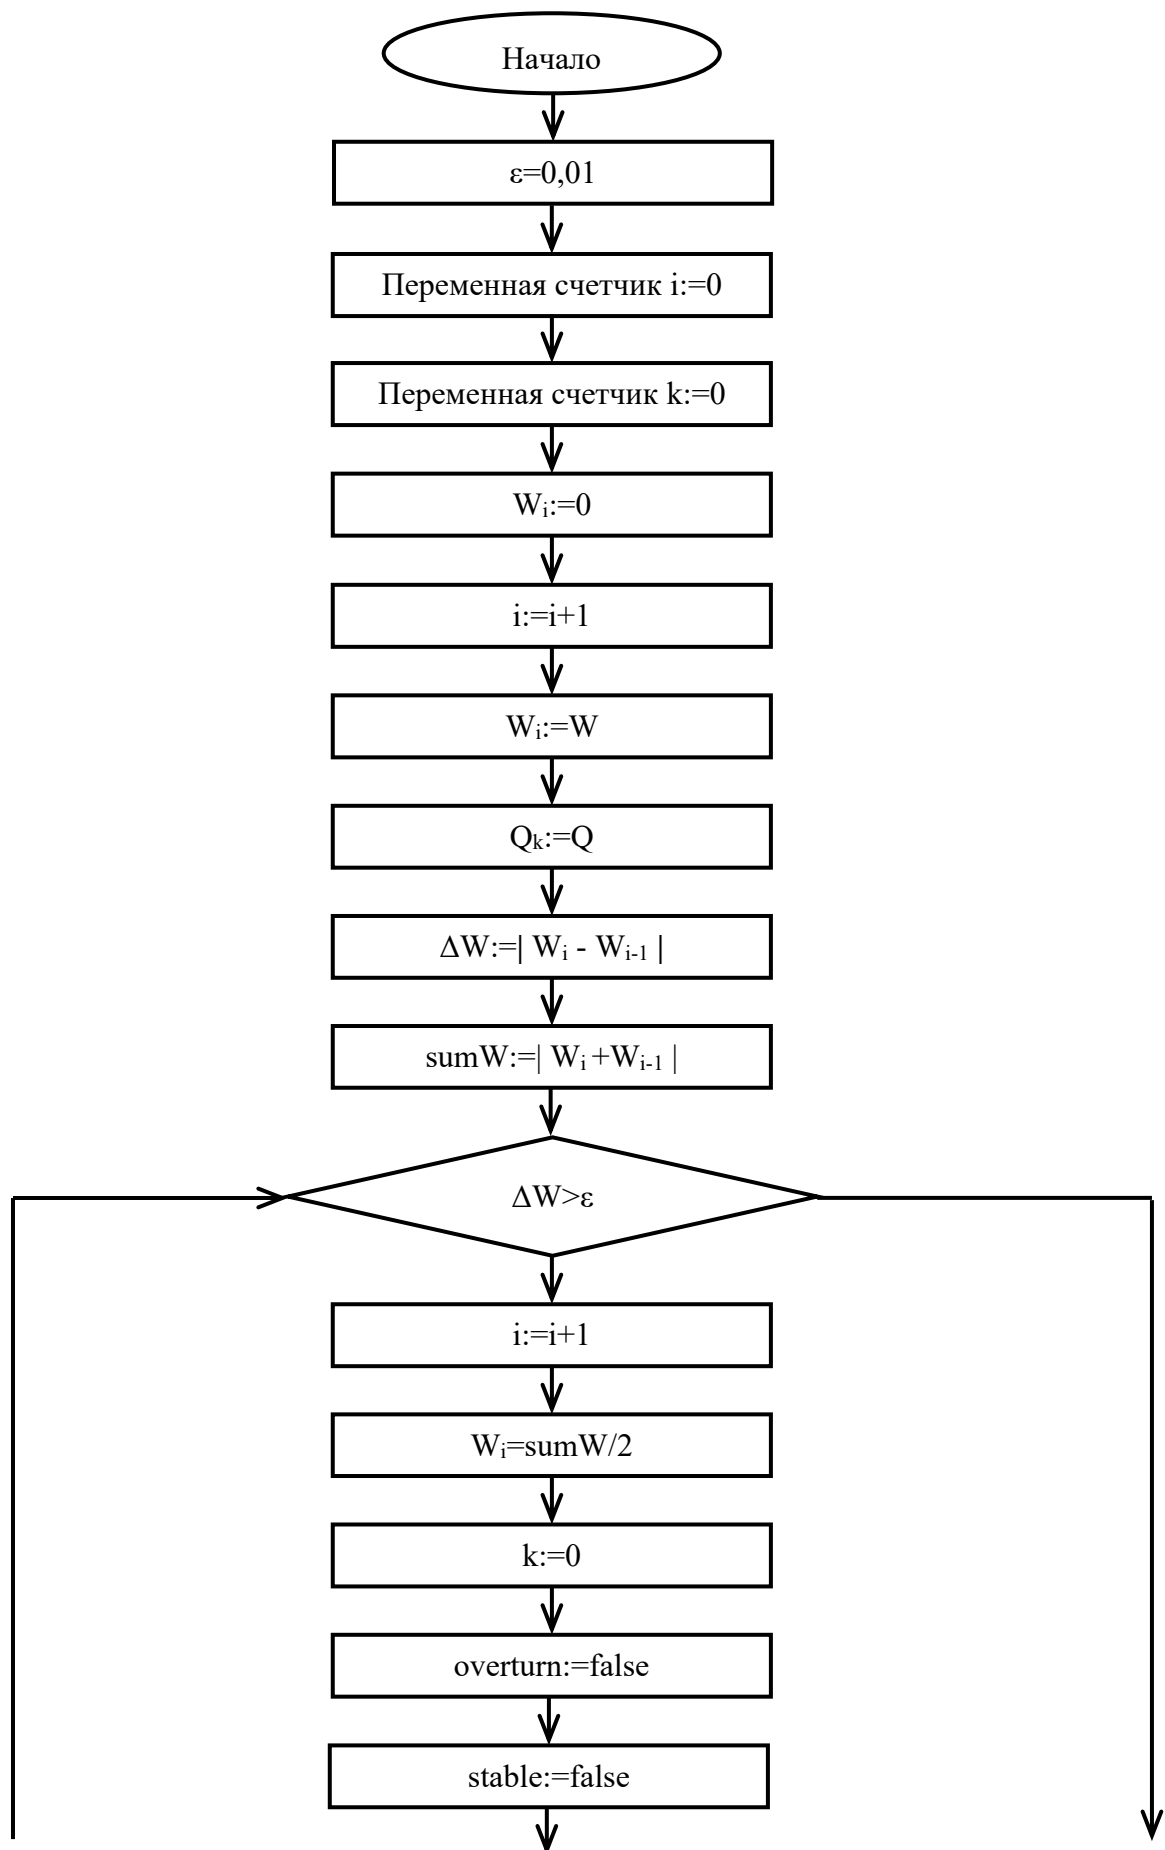 Начало
ε=0,01
Переменная счетчик i:=0
Переменная счетчик k:=0
Wᵢ:=0
i:=i+1
Wᵢ:=W
Qₖ:=Q
ΔW:=| Wᵢ - Wᵢ₋₁ |
sumW:=| Wᵢ +Wᵢ₋₁ |
ΔW>ε
i:=i+1
Wᵢ=sumW/2
k:=0
overturn:=false
stable:=false